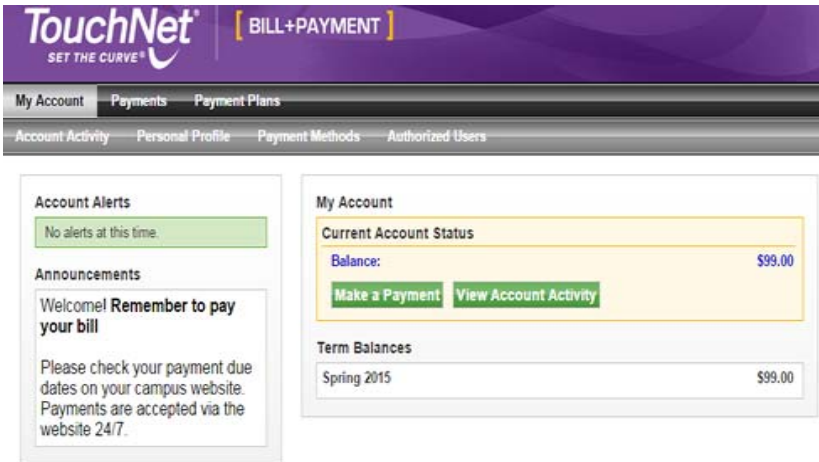 TouchNet®
SET THE CURVE®
[ BILL+PAYMENT ]
My Account Payments Payment Plans
Account Activity Personal Profile Payment Methods Authorized Users
Account Alerts
No alerts at this time.
Announcements
Welcome! Remember to pay
your bill
Please check your payment due
dates on your campus website.
Payments are accepted via the
website 24/7.
My Account
Current Account Status
Balance: $99.00
Make a Payment View Account Activity
Term Balances
Spring 2015 $99.00